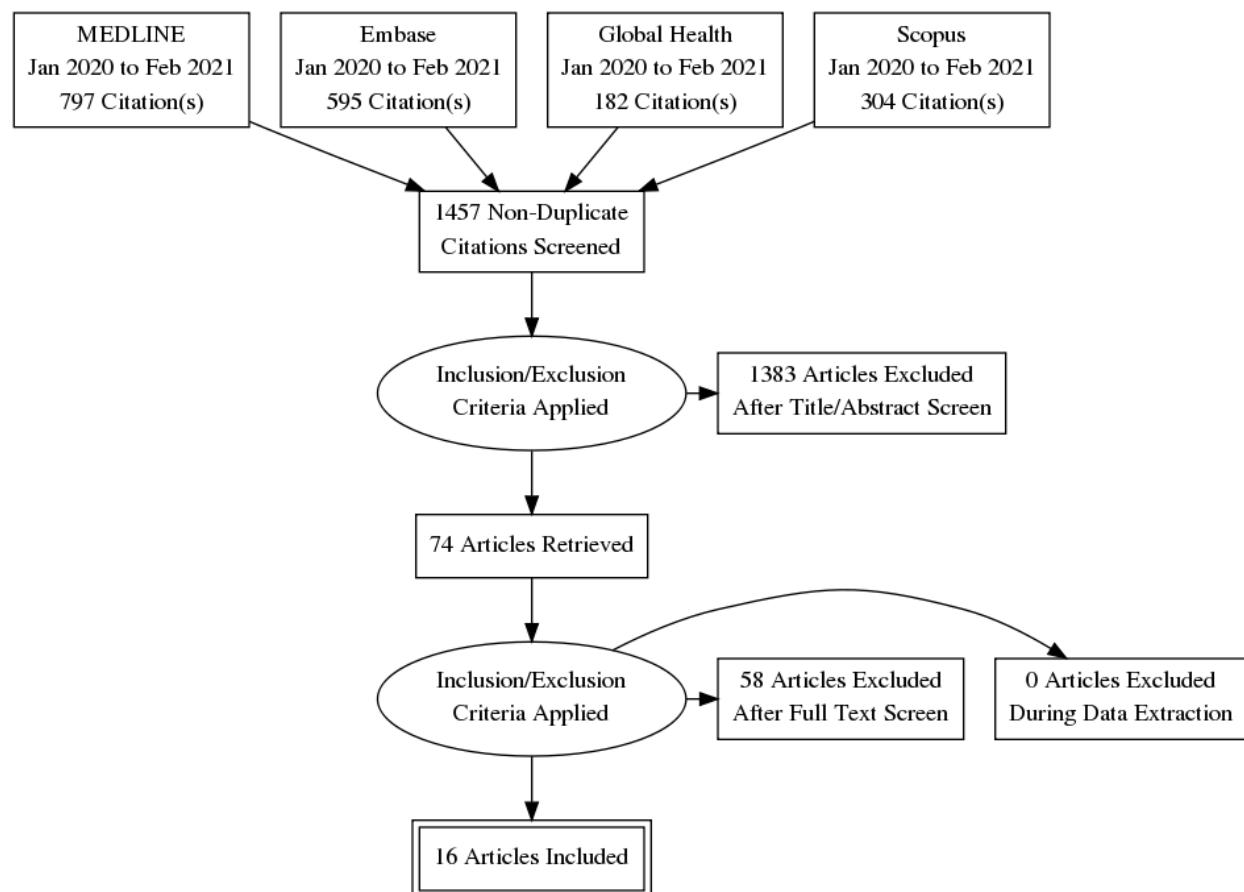 MEDLINE
Jan 2020 to Feb 2021
797 Citation(s)
Embase
Jan 2020 to Feb 2021
595 Citation(s)
Global Health
Jan 2020 to Feb 2021
182 Citation(s)
Scopus
Jan 2020 to Feb 2021
304 Citation(s)
1457 Non-Duplicate
Citations Screened
Inclusion/Exclusion
Criteria Applied
1383 Articles Excluded
After Title/Abstract Screen
74 Articles Retrieved
Inclusion/Exclusion
Criteria Applied
58 Articles Excluded
After Full Text Screen
0 Articles Excluded
During Data Extraction
16 Articles Included